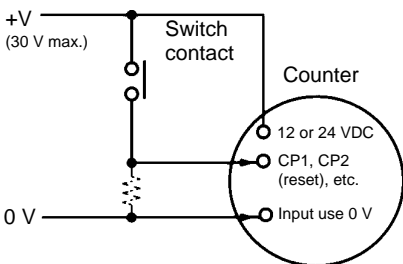 +V
(30 V max.)
Switch
contact
Counter
12 or 24 VDC
CP1, CP2
(reset), etc.
0 V
Input use 0 V